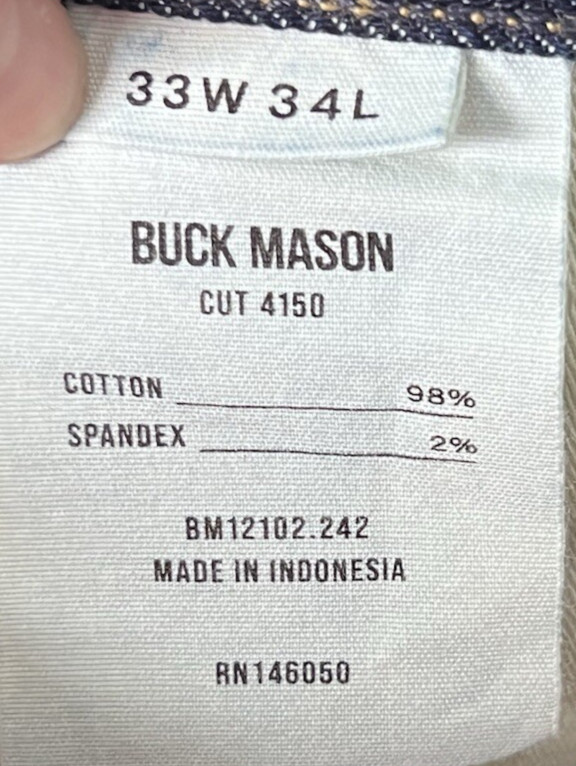 33W 34L
BUCK MASON
CUT 4150
COTTON 98%
SPANDEX 2%
BM12102.242
MADE IN INDONESIA
RN146050